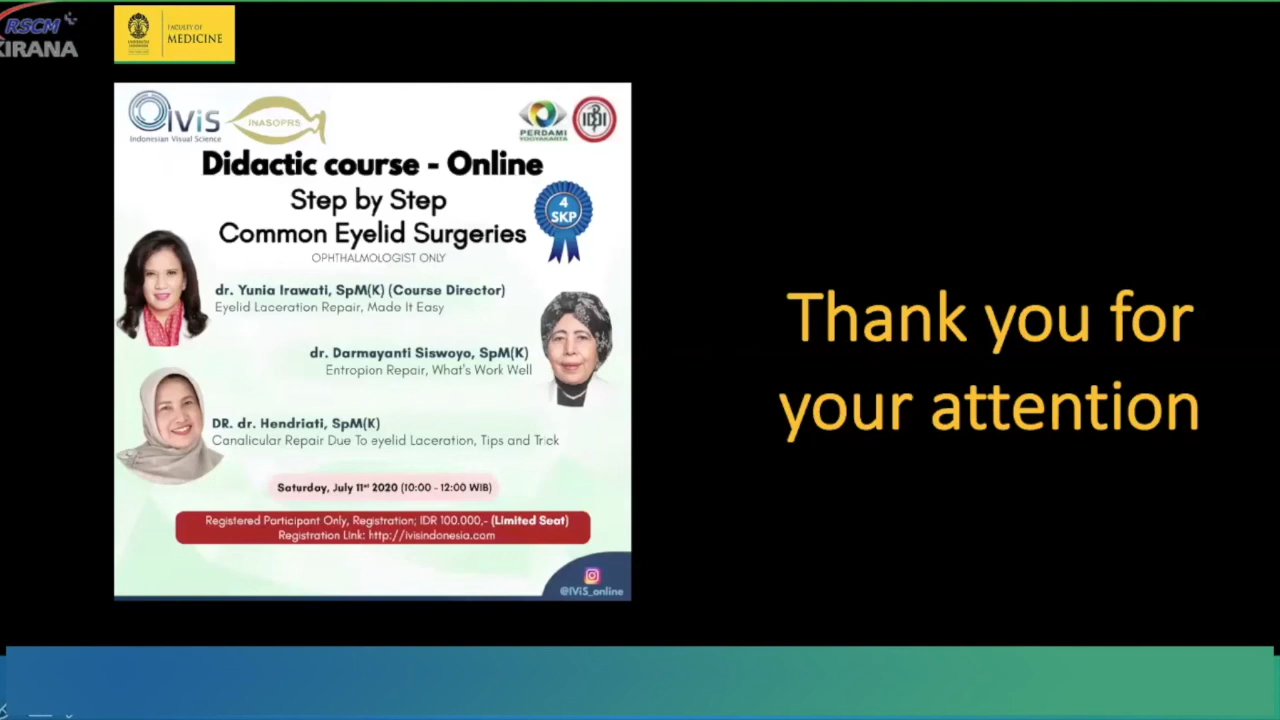 RSCM
KIRANA
FACULTY OF
MEDICINE
IViS
Indonesian Visual Science
INASOPRS
PERDAMI
YOGYAKARTA
IDI
Didactic course - Online
Step by Step
Common Eyelid Surgeries
4
SKP
OPHTHALMOLOGIST ONLY
dr. Yunia Irawati, SpM(K) (Course Director)
Eyelid Laceration Repair, Made It Easy
dr. Darmayanti Siswoyo, SpM(K)
Entropion Repair, What's Work Well
DR. dr. Hendriati, SpM(K)
Canalicular Repair Due To eyelid Laceration, Tips and Trick
Saturday, July 11st 2020 (10:00 - 12:00 WIB)
Registered Participant Only, Registration; IDR 100.000,- (Limited Seat)
Registration Link: http://ivisindonesia.com
@IViS_online
Thank you for
your attention